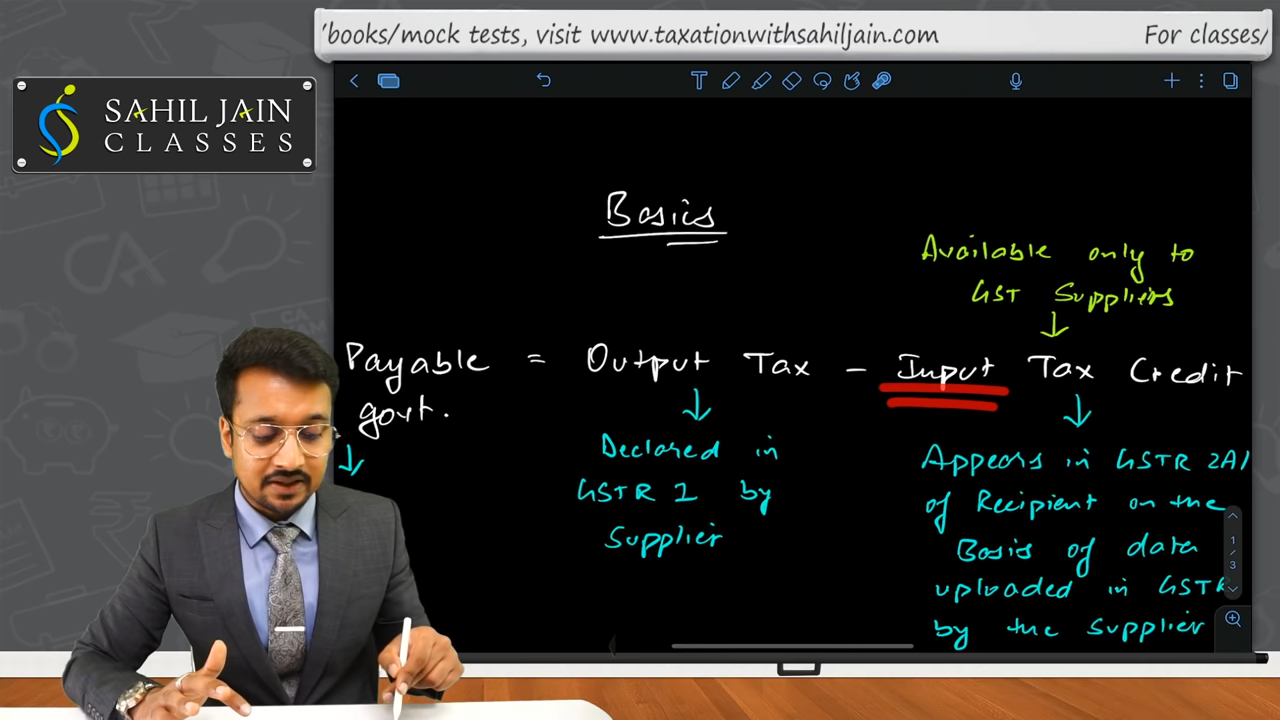 'books/mock tests, visit www.taxationwithsahiljain.com For classes/
SAHIL JAIN
CLASSES
Basics
Available only to
GST Suppliers
Payable = Output Tax - Input Tax Credit
govt.
Declared in
GSTR 1 by
Supplier
Appears in GSTR 2A/
of Recipient on the
Basis of data
uploaded in GSTR
by the supplier
1
/
3